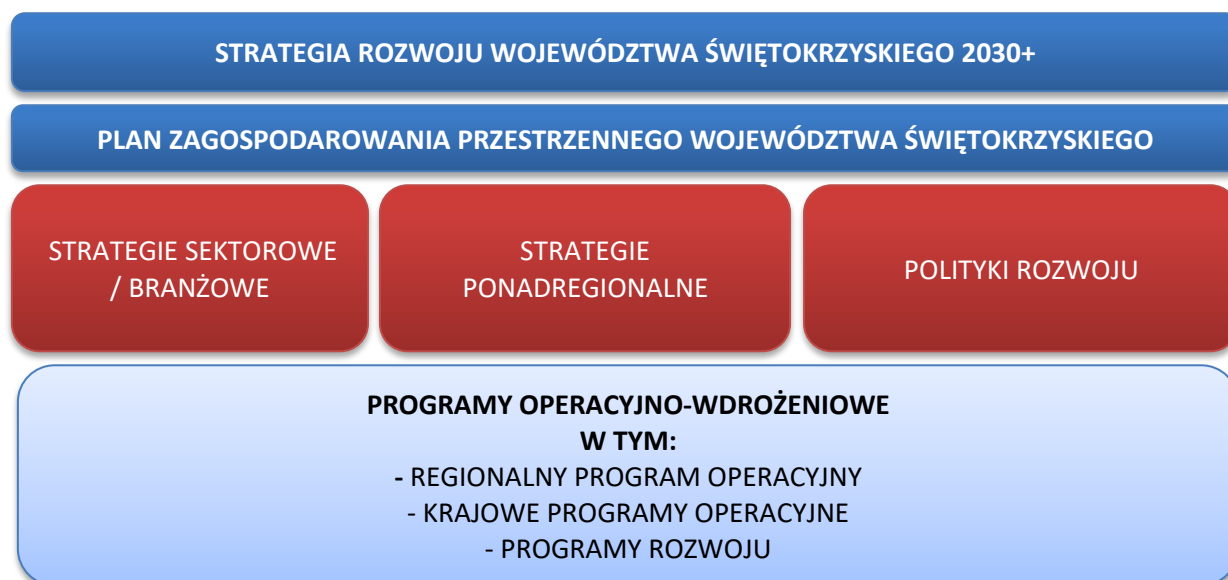 STRATEGIA ROZWOJU WOJEWÓDZTWA ŚWIĘTOKRZYSKIEGO 2030+
PLAN ZAGOSPODAROWANIA PRZESTRZENNEGO WOJEWÓDZTWA ŚWIĘTOKRZYSKIEGO
STRATEGIE SEKTOROWE
/ BRANŻOWE
STRATEGIE
PONADREGIONALNE
POLITYKI ROZWOJU
PROGRAMY OPERACYJNO-WDROŻENIOWE
W TYM:
- REGIONALNY PROGRAM OPERACYJNY
- KRAJOWE PROGRAMY OPERACYJNE
- PROGRAMY ROZWOJU